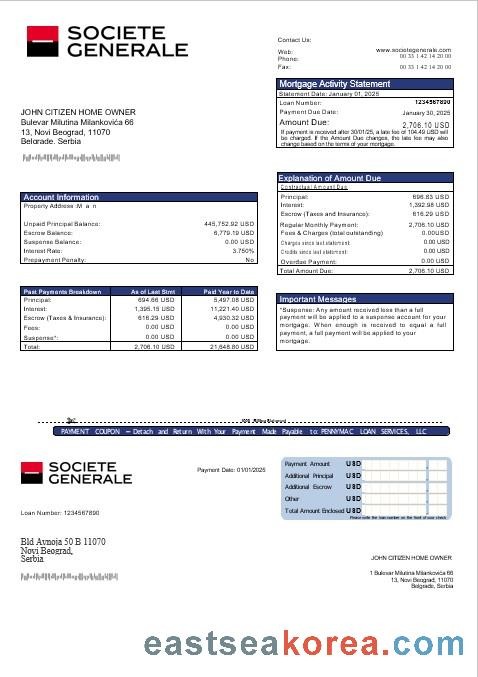 SOCIETE
GENERALE
Contact Us:
Web: www.societegenerale.com
Phone: 00 33 1 42 14 20 00
Fax: 00 33 1 42 14 20 00
Mortgage Activity Statement
Statement Date: January 01, 2025
Loan Number: 1234567890
Payment Due Date: January 30, 2025
Amount Due: 2,706.10 USD
If payment is received after 30/01/25, a late fee of 104.49 USD will
be charged. If the Amount Due changes, the late fee may also
change based on the terms of your mortgage.
JOHN CITIZEN HOME OWNER
Bulevar Milutina Milankovića 66
13, Novi Beograd, 11070
Belgrade, Serbia
Account Information
Property Address M a n
Unpaid Principal Balance: 445,752.92 USD
Escrow Balance: 6,779.19 USD
Suspense Balance: 0.00 USD
Interest Rate: 3.750%
Prepayment Penalty: No
Explanation of Amount Due
Contractual Amount Due
Principal: 696.83 USD
Interest: 1,392.98 USD
Escrow (Taxes and Insurance): 616.29 USD
Regular Monthly Payment: 2,706.10 USD
Fees & Charges (total outstanding) 0.00USD
Charges since last statement: 0.00 USD
Credits since last statement: 0.00 USD
Overdue Payment: 0.00 USD
Total Amount Due: 2,706.10 USD
Past Payments Breakdown As of Last Stmt Paid Year to Date
Principal: 694.66 USD 5,497.08 USD
Interest: 1,395.15 USD 11,221.40 USD
Escrow (Taxes & Insurance): 616.29 USD 4,930.32 USD
Fees: 0.00 USD 0.00 USD
Suspense*: 0.00 USD 0.00 USD
Total: 2,706.10 USD 21,648.80 USD
Important Messages
*Suspense: Any amount received less than a full
payment will be applied to a suspense account for your
mortgage. When enough is received to equal a full
payment, a full payment will be applied to your
mortgage.
PAYMENT COUPON – Detach and Return With Your Payment Made Payable to: PENNYMAC LOAN SERVICES, LLC
SOCIETE
GENERALE
Payment Date: 01/01/2025
Payment Amount USD
Additional Principal USD
Additional Escrow USD
Other USD
Total Amount Enclosed USD
Please write the loan number on the front of your check
Loan Number: 1234567890
Bld Avnoja 50 B 11070
Novi Beograd,
Serbia
JOHN CITIZEN HOME OWNER
1 Bulevar Milutina Milankovića 66
13, Novi Beograd, 11070
Belgrade, Serbia
eastseakorea.com